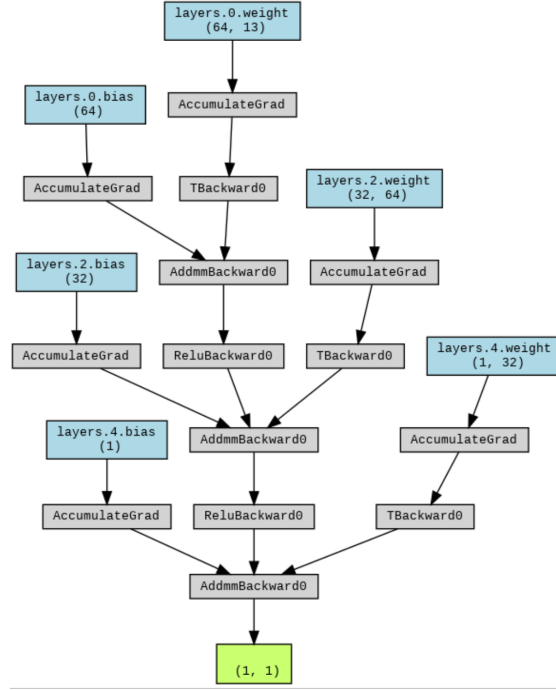 layers.0.weight
(64, 13)
layers.0.bias
(64)
AccumulateGrad
AccumulateGrad
TBackward0
layers.2.weight
(32, 64)
layers.2.bias
(32)
AddmmBackward0
AccumulateGrad
AccumulateGrad
ReluBackward0
TBackward0
layers.4.weight
(1, 32)
layers.4.bias
(1)
AddmmBackward0
AccumulateGrad
AccumulateGrad
ReluBackward0
TBackward0
AddmmBackward0
(1, 1)